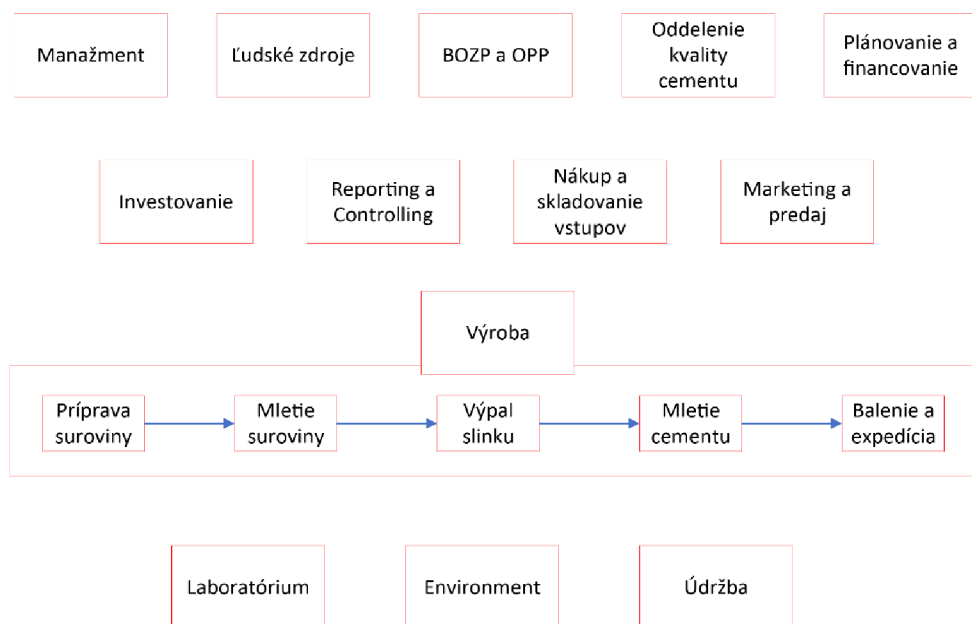 Manažment
Ľudské zdroje
BOZP a OPP
Oddelenie
kvality
cementu
Plánovanie a
financovanie
Investovanie
Reporting a
Controlling
Nákup a
skladovanie
vstupov
Marketing a
predaj
Výroba
Príprava
suroviny
Mletie
suroviny
Výpal
slinku
Mletie
cementu
Balenie a
expedícia
Laboratórium
Environment
Údržba